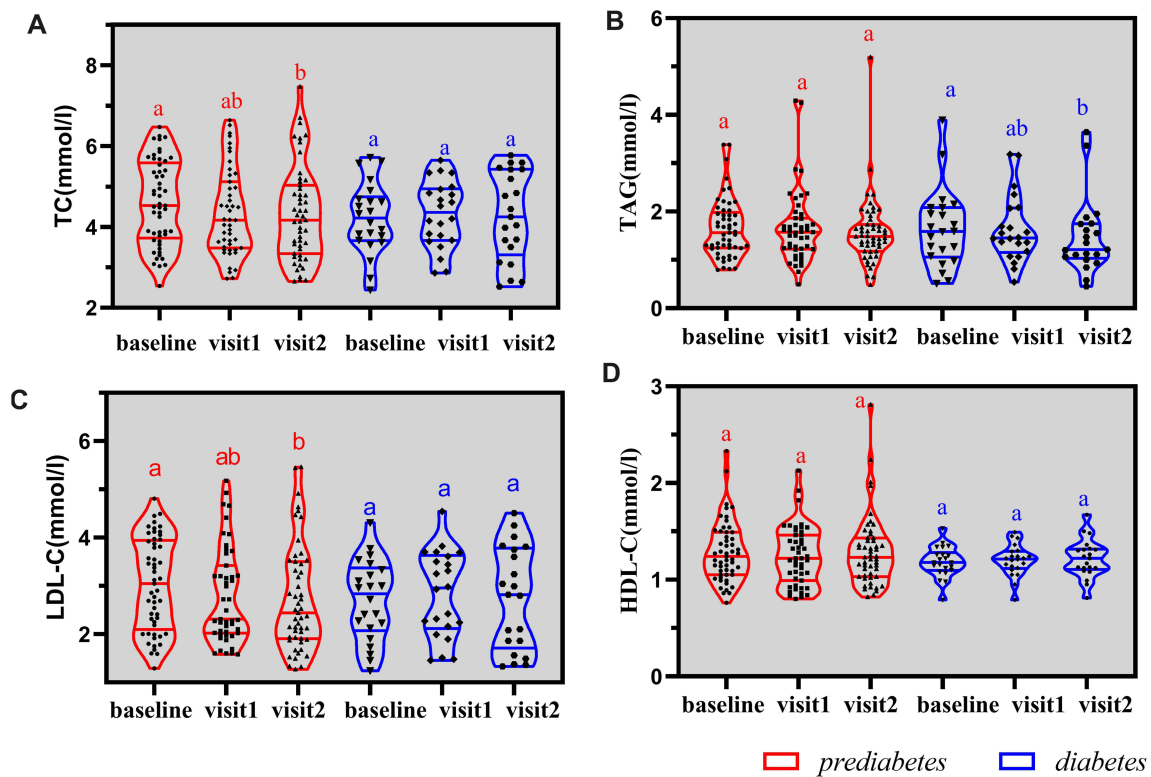 A
TC(mmol/l)
8
6
4
2
a
ab
b
a
a
a
baseline visit1 visit2 baseline visit1 visit2
B
TAG(mmol/l)
6
4
2
0
a
a
a
a
ab
b
baseline visit1 visit2 baseline visit1 visit2
C
LDL-C(mmol/l)
6
4
2
a
ab
b
a
a
a
baseline visit1 visit2 baseline visit1 visit2
D
HDL-C(mmol/l)
3
2
1
0
a
a
a
a
a
a
baseline visit1 visit2 baseline visit1 visit2
prediabetes diabetes